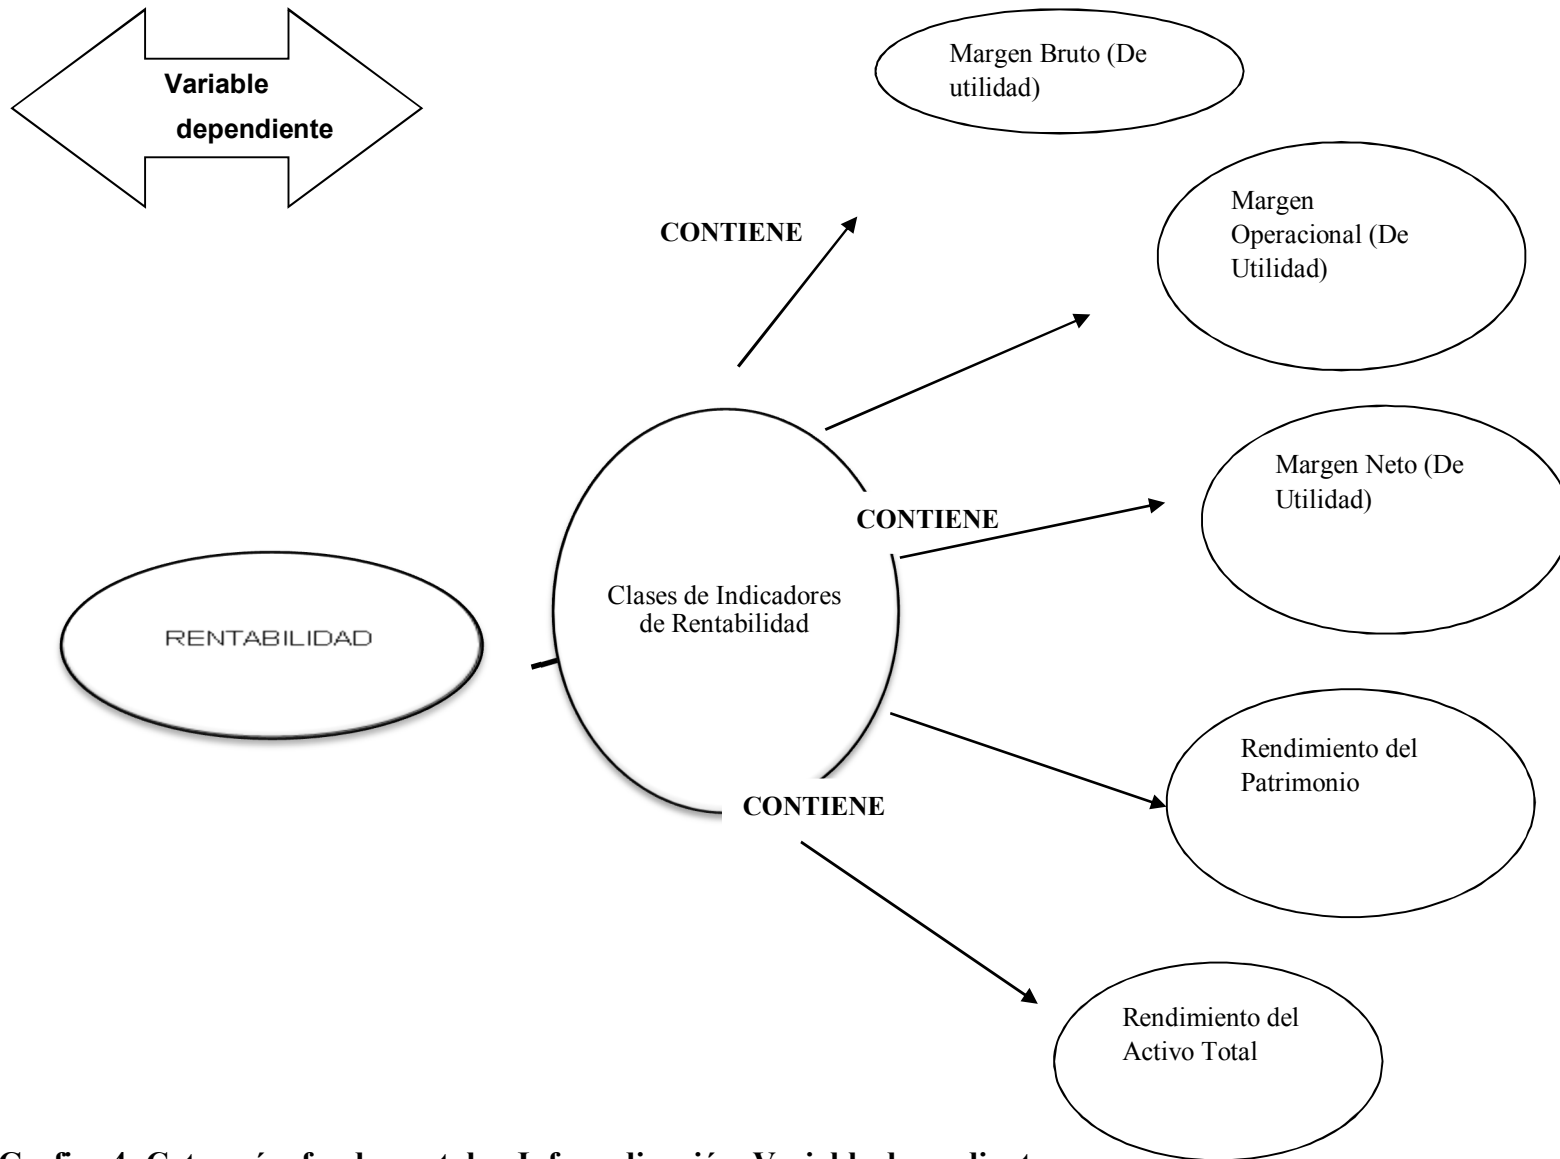 Variable
dependiente
Margen Bruto (De
utilidad)
Margen
Operacional (De
Utilidad)
CONTIENE
Margen Neto (De
Utilidad)
CONTIENE
Clases de Indicadores
de Rentabilidad
RENTABILIDAD
Rendimiento del
Patrimonio
CONTIENE
Rendimiento del
Activo Total